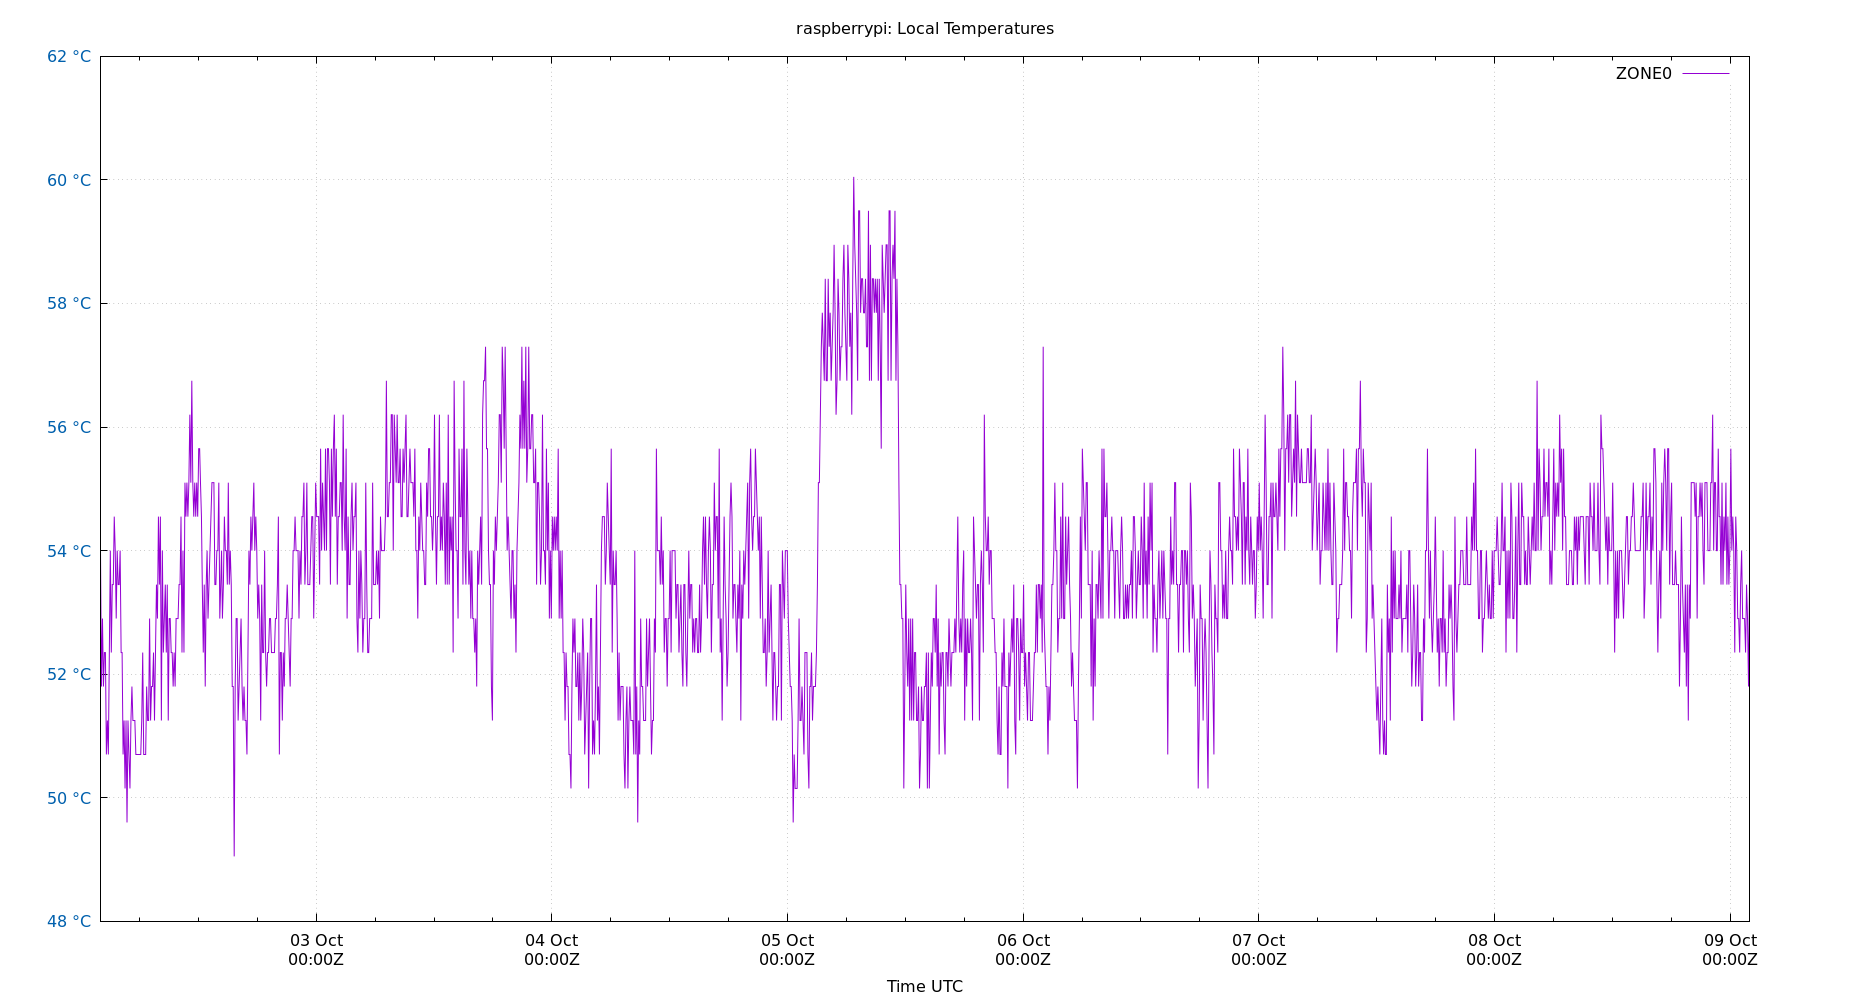 raspberrypi: Local Temperatures
62 °C
ZONE0
60 °C
58 °C
56 °C
54 °C
52 °C
50 °C
48 °C
03 Oct 04 Oct 05 Oct 06 Oct 07 Oct 08 Oct 09 Oct
00:00Z 00:00Z 00:00Z 00:00Z 00:00Z 00:00Z 00:00Z
Time UTC